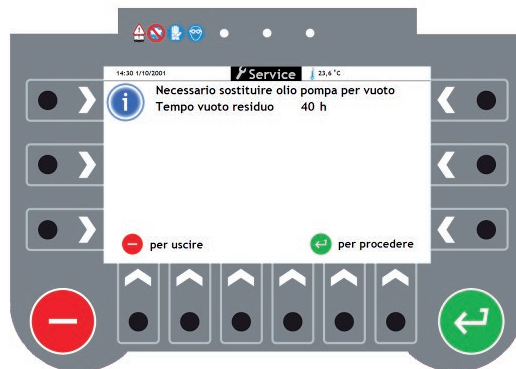 14:30 1/10/2001 Service 23,6 °C
Necessario sostituire olio pompa per vuoto
Tempo vuoto residuo 40 h
per uscire per procedere